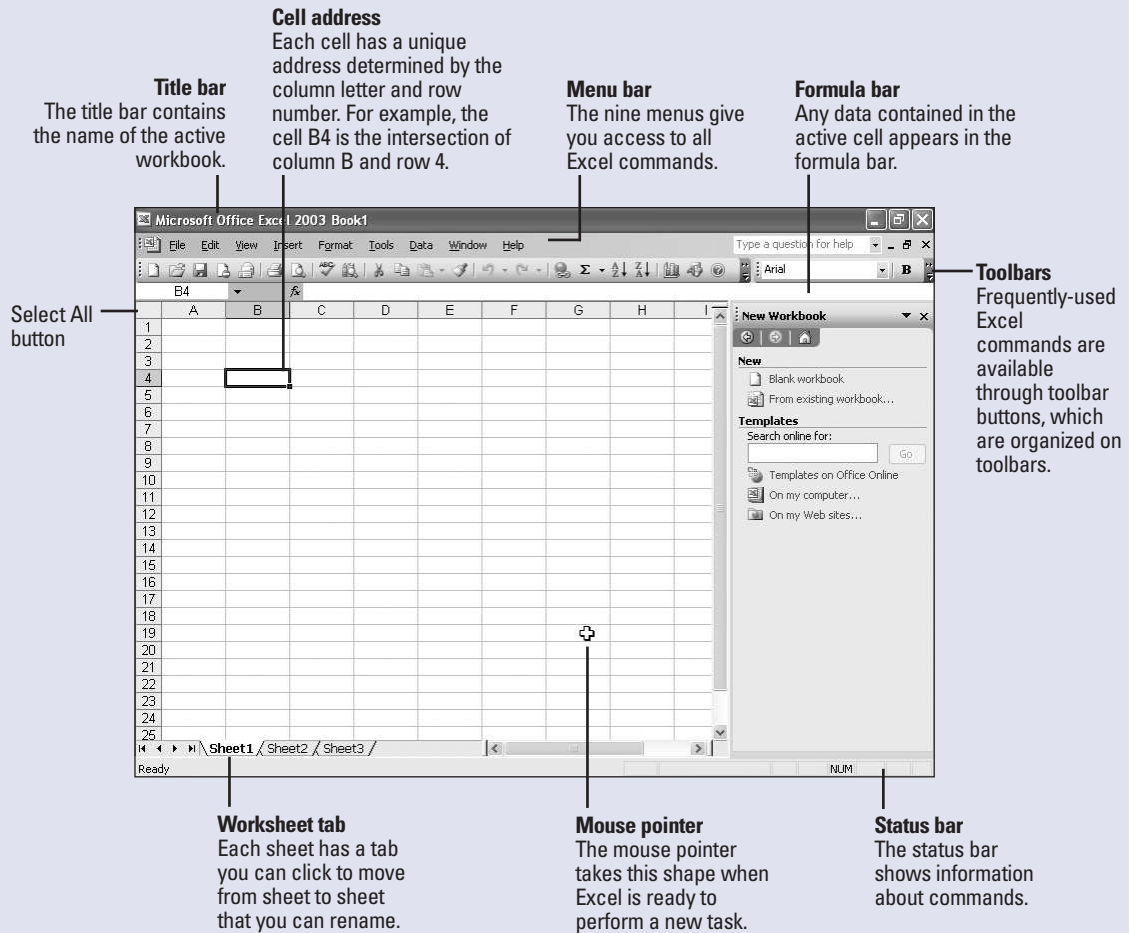 Cell address
Each cell has a unique
address determined by the
column letter and row
number. For example, the
cell B4 is the intersection of
column B and row 4.
Title bar
The title bar contains
the name of the active
workbook.
Menu bar
The nine menus give
you access to all
Excel commands.
Formula bar
Any data contained in the
active cell appears in the
formula bar.
Microsoft Office Excel 2003 Book1
File Edit View Insert Format Tools Data Window Help
Type a question for help
Arial B
B4 fx
Select All
button
Toolbars
Frequently-used
Excel
commands are
available
through toolbar
buttons, which
are organized on
toolbars.
A B C D E F G H I
1
2
3
4
5
6
7
8
9
10
11
12
13
14
15
16
17
18
19
20
21
22
23
24
25
New Workbook
New
Blank workbook
From existing workbook...
Templates
Search online for:
Go
Templates on Office Online
On my computer...
On my Web sites...
Sheet1 Sheet2 Sheet3
Ready NUM
Worksheet tab
Each sheet has a tab
you can click to move
from sheet to sheet
that you can rename.
Mouse pointer
The mouse pointer
takes this shape when
Excel is ready to
perform a new task.
Status bar
The status bar
shows information
about commands.